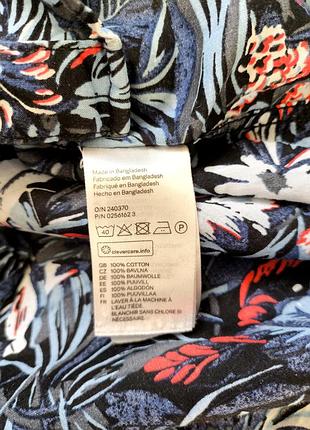 Made in Bangladesh
Fabricado em Bangladesh
Fabriqué en Bangladesh
Hecho en Bangladesh
O/N 240370
P/N 0256162 3
40
clevercare.info
GB 100% COTTON
CZ 100% BAVLNA
DE 100% BAUMWOLLE
EE 100% PUUVILL
ES 100% ALGODÓN
FI 100% PUUVILLAA
FR LAVER À LA MACHINE À
L'EAU TIÈDE.
BLANCHIR SANS CHLORE SI
NÉCESSAIRE.